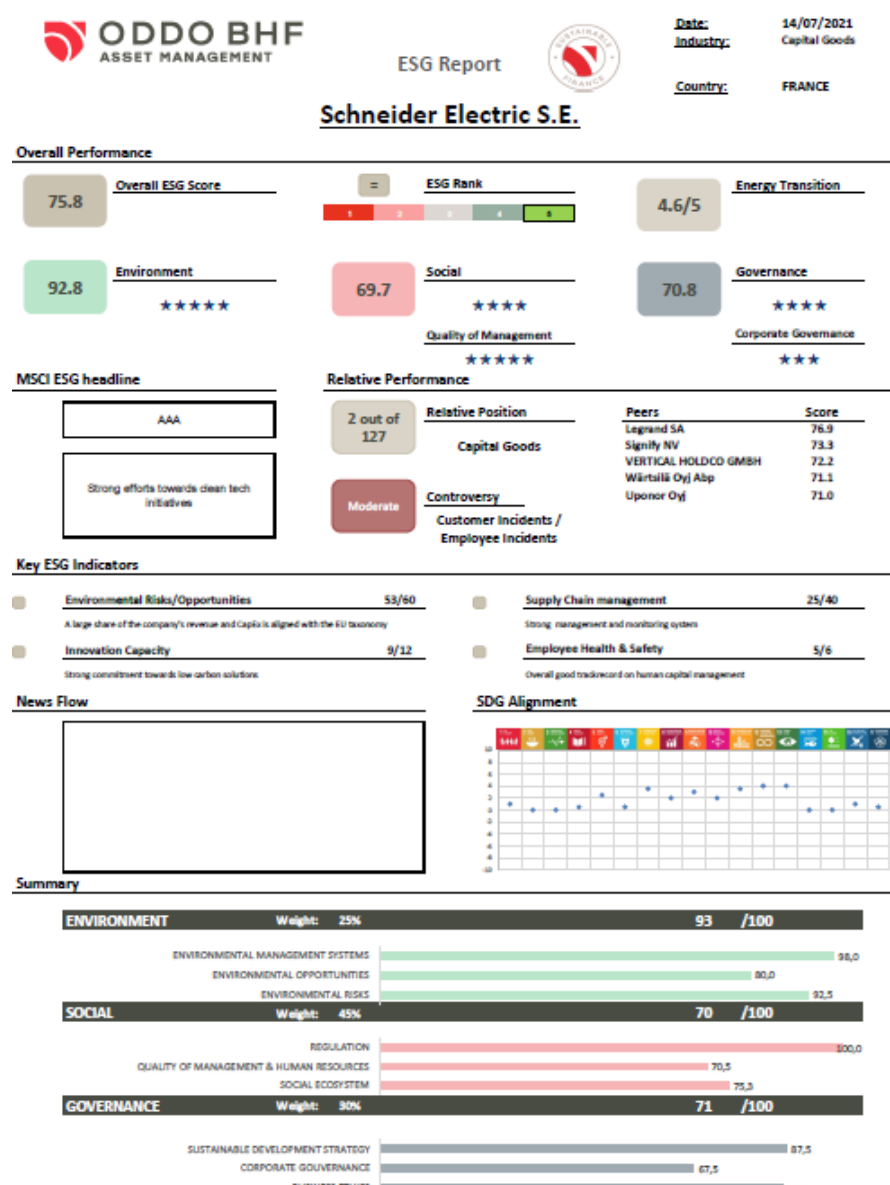 ODDO BHF
ASSET MANAGEMENT
ESG Report
SUSTAINABLE
FINANCE
Date: 14/07/2021
Industry: Capital Goods
Country: FRANCE
Schneider Electric S.E.
Overall Performance
75.8 Overall ESG Score
= ESG Rank
1 2 3 4 5
4.6/5 Energy Transition
92.8 Environment
★★★★★
69.7 Social
★★★★
Quality of Management
★★★★★
70.8 Governance
★★★★
Corporate Governance
★★★
MSCI ESG headline
AAA
Strong efforts towards clean tech
initiatives
Relative Performance
2 out of
127
Relative Position
Capital Goods
Moderate
Controversy
Customer Incidents /
Employee Incidents
Peers Score
Legrand SA 76.9
Signify NV 73.3
VERTICAL HOLDCO GMBH 72.2
Wärtsilä Oyj Abp 71.1
Uponor Oyj 71.0
Key ESG Indicators
Environmental Risks/Opportunities 53/60
A large share of the company's revenue and CapEx is aligned with the EU taxonomy
Innovation Capacity 9/12
Strong commitment towards low carbon solutions
Supply Chain management 25/40
Strong management and monitoring system
Employee Health & Safety 5/6
Overall good trackrecord on human capital management
News Flow
SDG Alignment
Summary
ENVIRONMENT Weight: 25% 93 /100
ENVIRONMENTAL MANAGEMENT SYSTEMS 98,0
ENVIRONMENTAL OPPORTUNITIES 80,0
ENVIRONMENTAL RISKS 92,5
SOCIAL Weight: 45% 70 /100
REGULATION 100,0
QUALITY OF MANAGEMENT & HUMAN RESOURCES 70,5
SOCIAL ECOSYSTEM 75,3
GOVERNANCE Weight: 30% 71 /100
SUSTAINABLE DEVELOPMENT STRATEGY 87,5
CORPORATE GOUVERNANCE 67,5